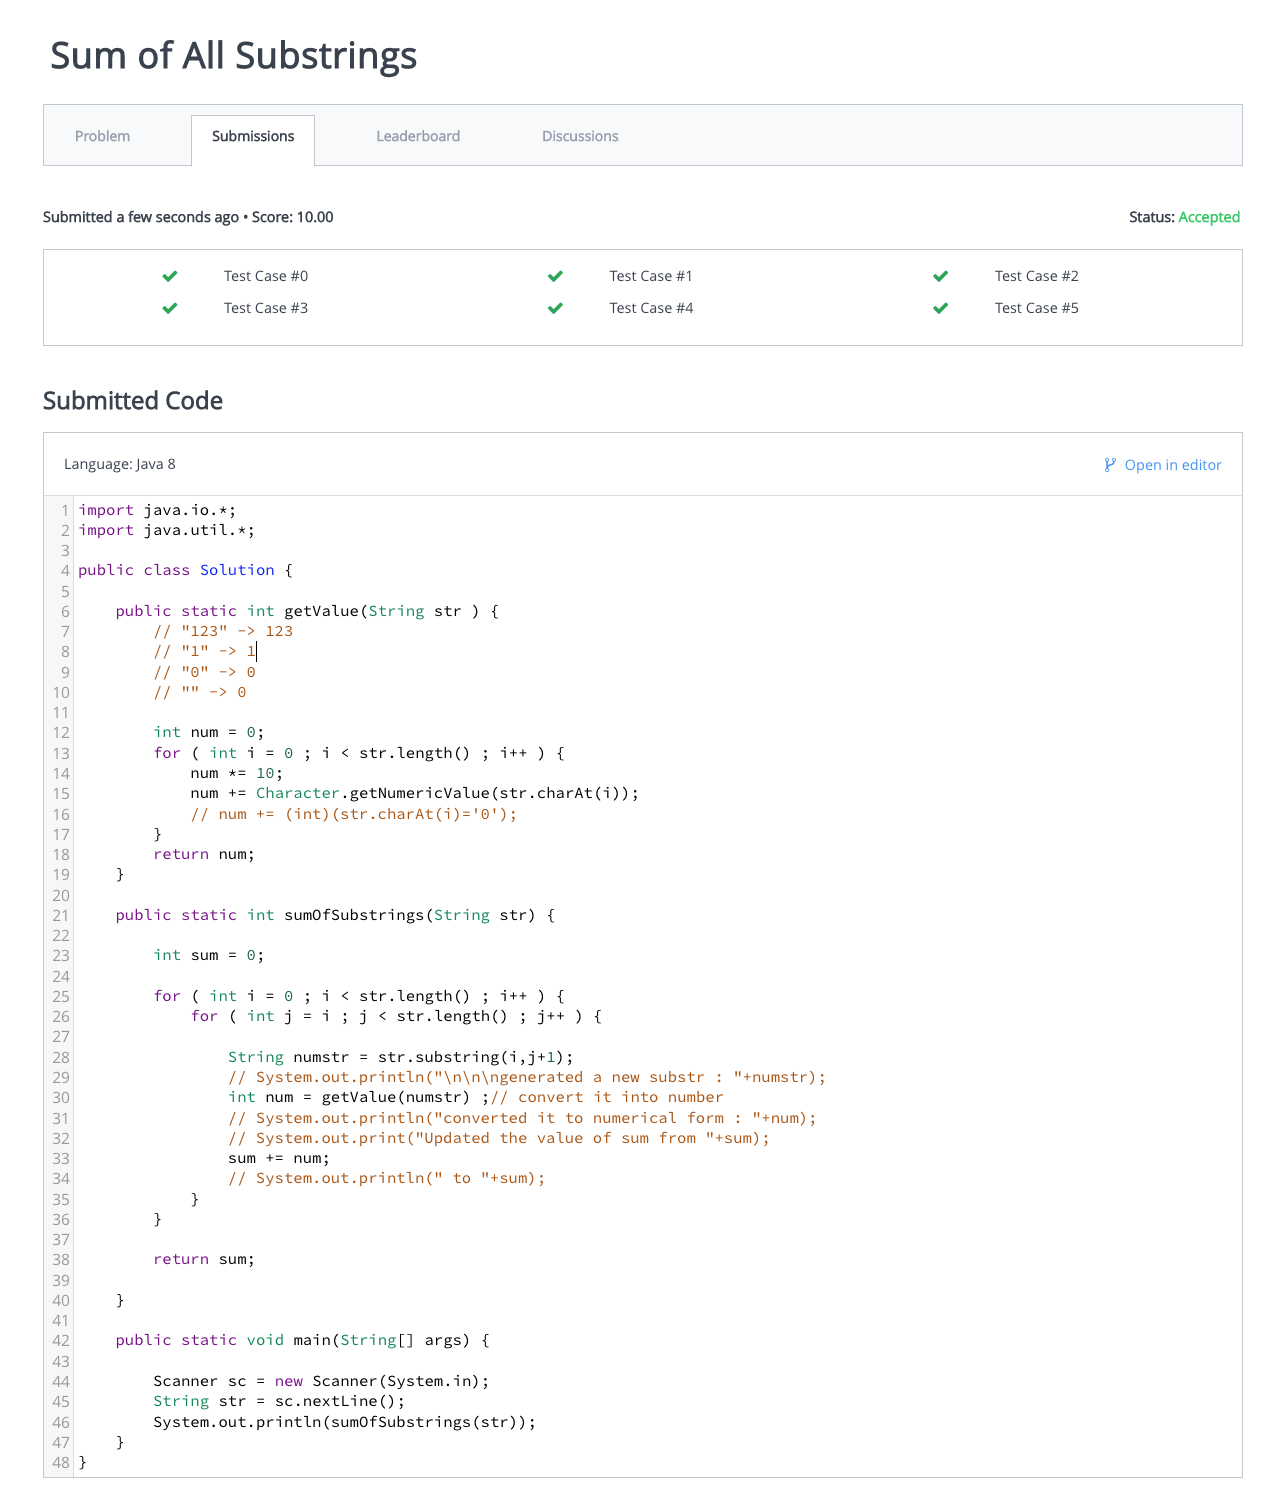 Sum of All Substrings
Problem Submissions Leaderboard Discussions
Submitted a few seconds ago • Score: 10.00 Status: Accepted
Test Case #0 Test Case #1 Test Case #2
Test Case #3 Test Case #4 Test Case #5
Submitted Code
Language: Java 8 Open in editor
1 import java.io.*;
2 import java.util.*;
3
4 public class Solution {
5
6     public static int getValue(String str ) {
7         // "123" -> 123
8         // "1" -> 1
9         // "0" -> 0
10         // "" -> 0
11
12         int num = 0;
13         for ( int i = 0 ; i < str.length() ; i++ ) {
14             num *= 10;
15             num += Character.getNumericValue(str.charAt(i));
16             // num += (int)(str.charAt(i)='0');
17         }
18         return num;
19     }
20
21     public static int sumOfSubstrings(String str) {
22
23         int sum = 0;
24
25         for ( int i = 0 ; i < str.length() ; i++ ) {
26             for ( int j = i ; j < str.length() ; j++ ) {
27
28                 String numstr = str.substring(i,j+1);
29                 // System.out.println("\n\n\ngenerated a new substr : "+numstr);
30                 int num = getValue(numstr) ;// convert it into number
31                 // System.out.println("converted it to numerical form : "+num);
32                 // System.out.print("Updated the value of sum from "+sum);
33                 sum += num;
34                 // System.out.println(" to "+sum);
35             }
36         }
37
38         return sum;
39
40     }
41
42     public static void main(String[] args) {
43
44         Scanner sc = new Scanner(System.in);
45         String str = sc.nextLine();
46         System.out.println(sumOfSubstrings(str));
47     }
48 }